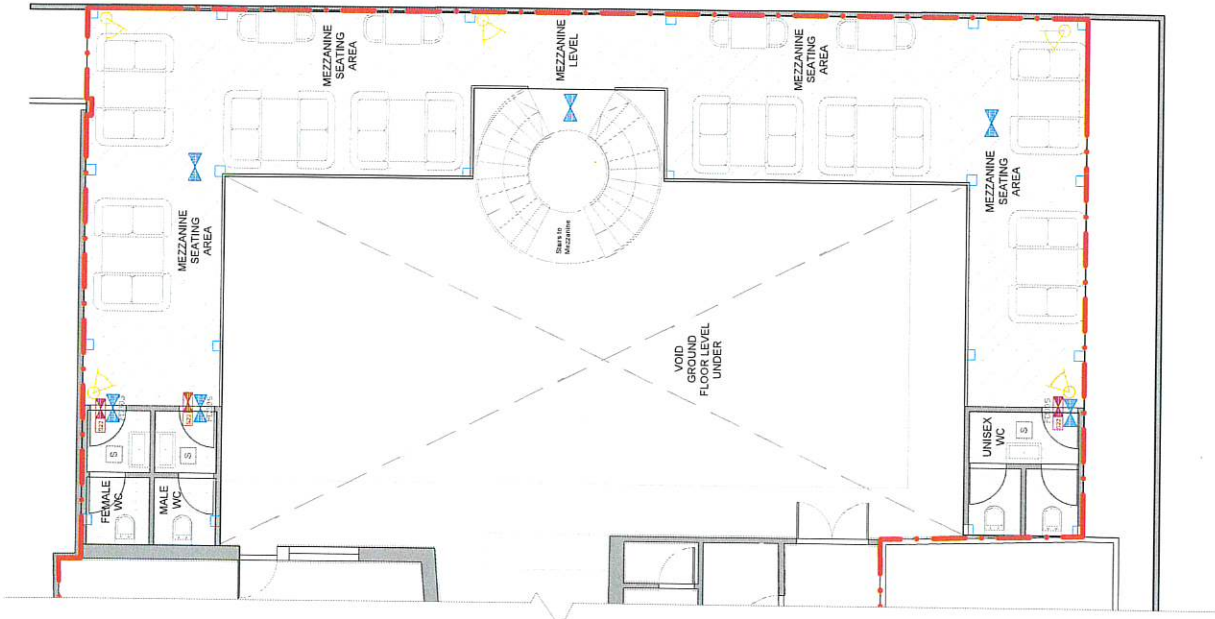 MEZZANINE
SEATING
AREA
MEZZANINE
LEVEL
MEZZANINE
SEATING
AREA
MEZZANINE
SEATING
AREA
MEZZANINE
SEATING
AREA
Stairs to
Mezzanine
VOID
GROUND
FLOOR LEVEL
UNDER
S
S
FEMALE
WC
MALE
WC
UNISEX
WC
S